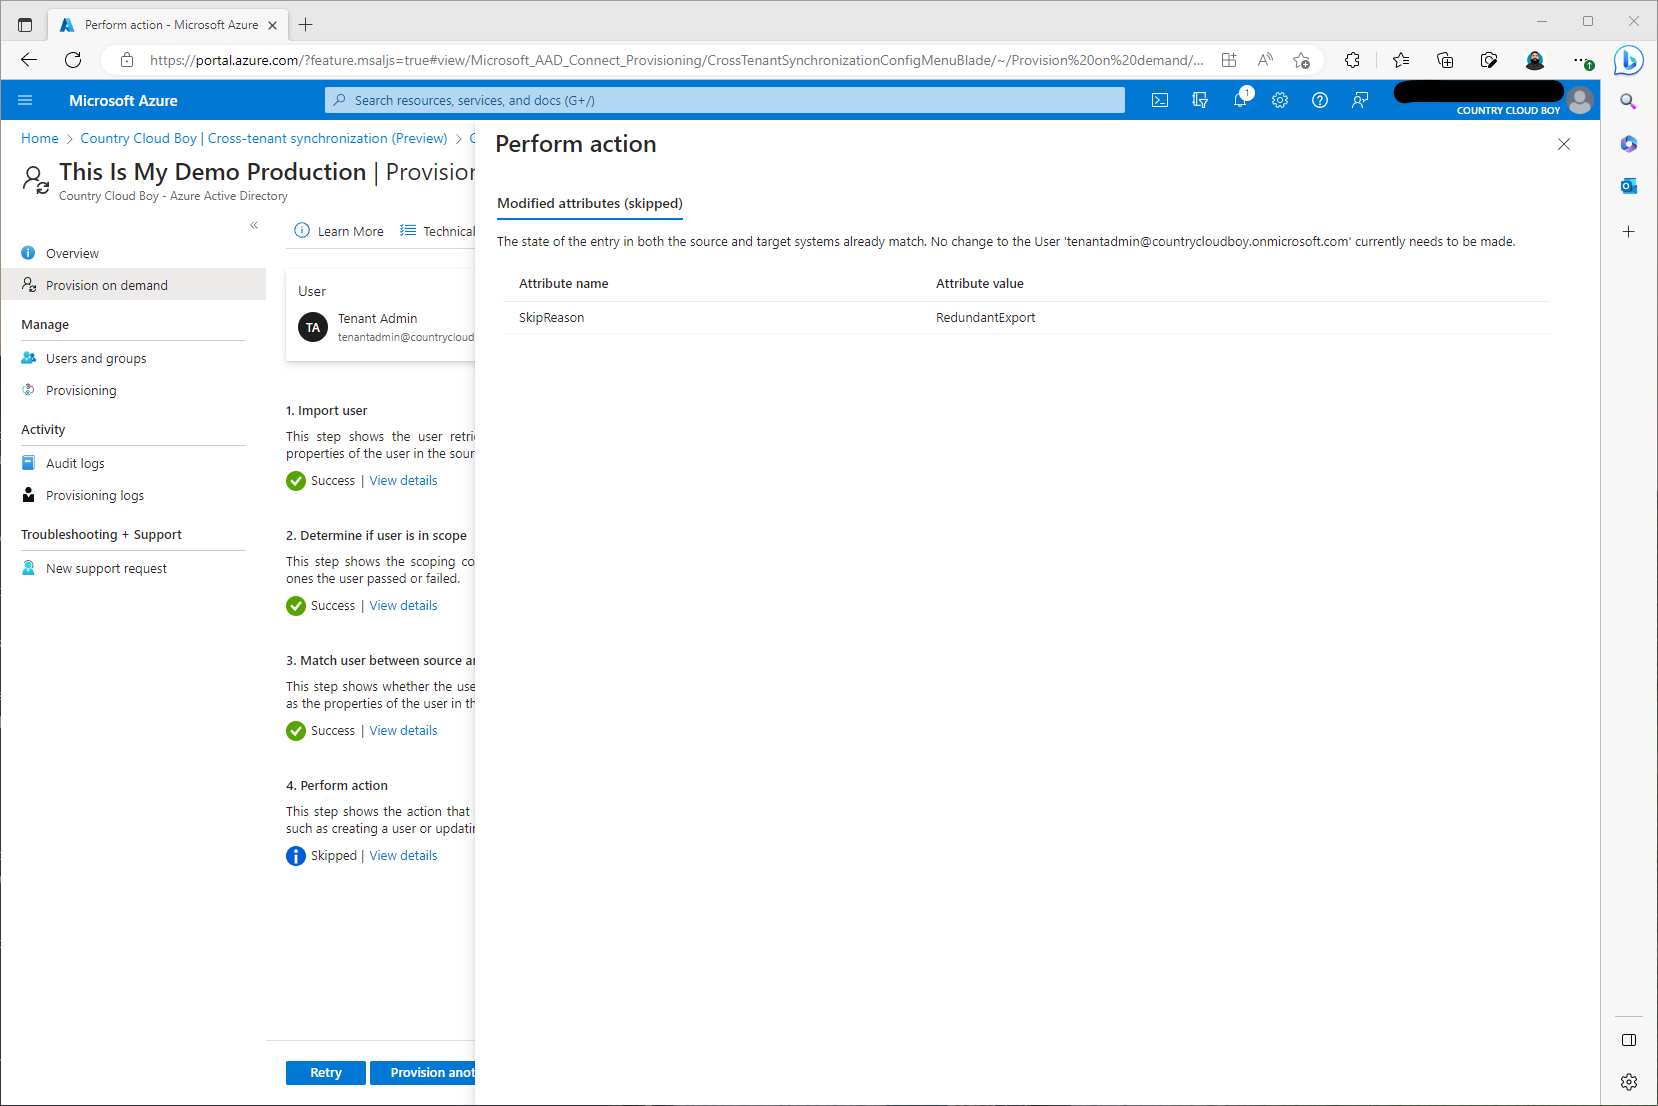 Perform action - Microsoft Azure
https://portal.azure.com/?feature.msaljs=true#view/Microsoft_AAD_Connect_Provisioning/CrossTenantSynchronizationConfigMenuBlade/~/Provision%20on%20demand/...
Microsoft Azure
Search resources, services, and docs (G+/)
1
COUNTRY CLOUD BOY
Home > Country Cloud Boy | Cross-tenant synchronization (Preview) >
This Is My Demo Production | Provision
Country Cloud Boy - Azure Active Directory
Overview
Provision on demand
Manage
Users and groups
Provisioning
Activity
Audit logs
Provisioning logs
Troubleshooting + Support
New support request
Learn More
Technical
User
TA
Tenant Admin
tenantadmin@countrycloud
1. Import user
This step shows the user retri
properties of the user in the sour
Success | View details
2. Determine if user is in scope
This step shows the scoping co
ones the user passed or failed.
Success | View details
3. Match user between source a
This step shows whether the use
as the properties of the user in th
Success | View details
4. Perform action
This step shows the action that
such as creating a user or updati
Skipped | View details
Retry
Provision anot
Perform action
Modified attributes (skipped)
The state of the entry in both the source and target systems already match. No change to the User 'tenantadmin@countrycloudboy.onmicrosoft.com' currently needs to be made.
Attribute name Attribute value
SkipReason RedundantExport